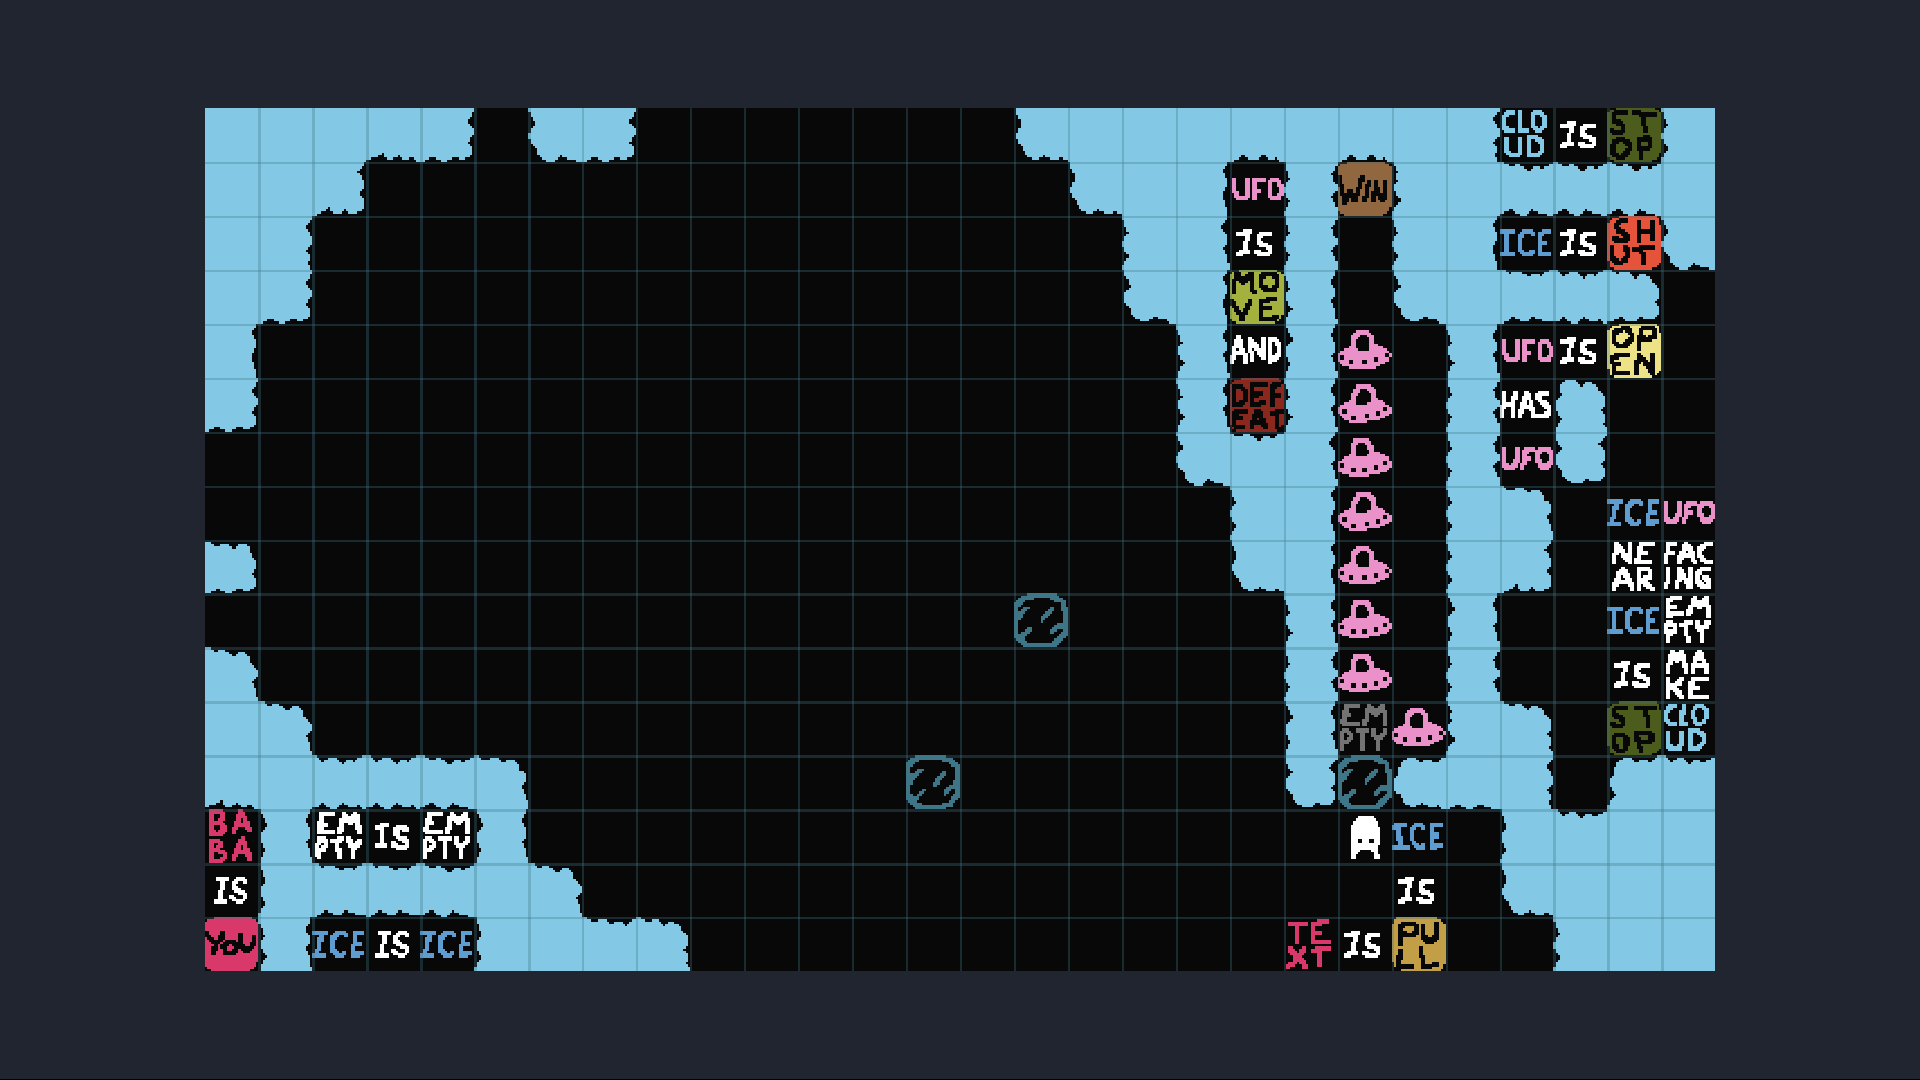 CLOUD IS STOP
UFO
IS
MOVE
AND
DEFEAT
WIN
ICE IS SHUT
UFO IS OPEN
HAS
UFO
ICE
NEAR
ICE
IS
STOP
UFO
FACING
EMPTY
MAKE
CLOUD
EMPTY
BABA
IS
YOU
EMPTY IS EMPTY
ICE IS ICE
ICE
IS
TEXT IS PULL